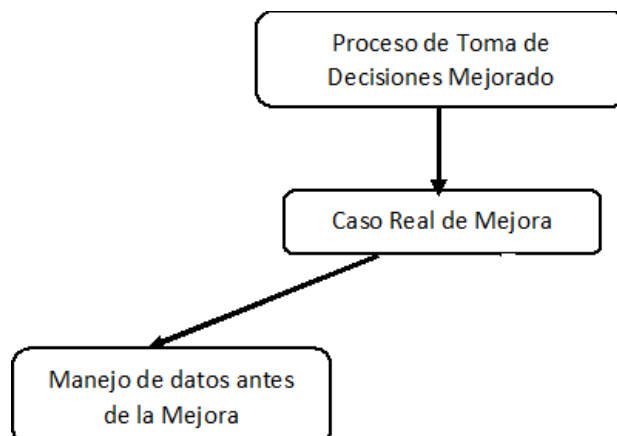 Proceso de Toma de
Decisiones Mejorado
Caso Real de Mejora
Manejo de datos antes
de la Mejora